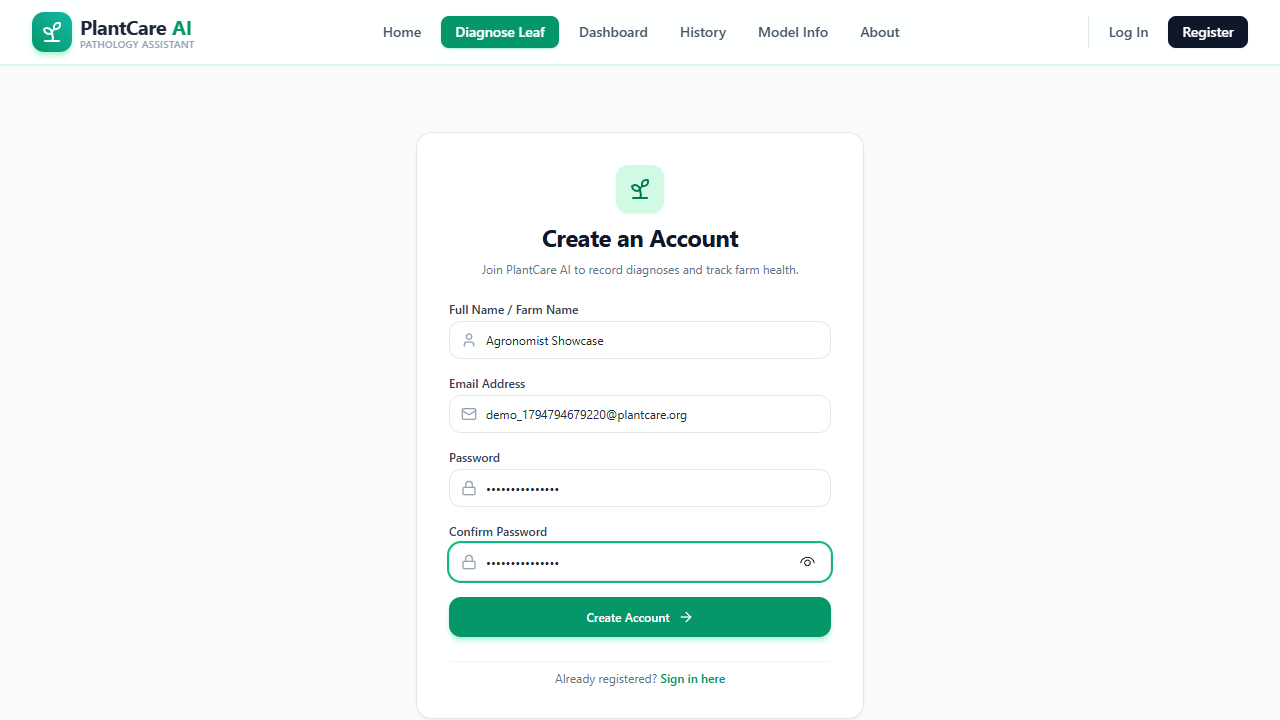 PlantCare AI
PATHOLOGY ASSISTANT
Home
Diagnose Leaf
Dashboard
History
Model Info
About
Log In
Register
Create an Account
Join PlantCare AI to record diagnoses and track farm health.
Full Name / Farm Name
Agronomist Showcase
Email Address
demo_1794794679220@plantcare.org
Password
•••••••••••••••
Confirm Password
•••••••••••••••
Create Account
Already registered? Sign in here